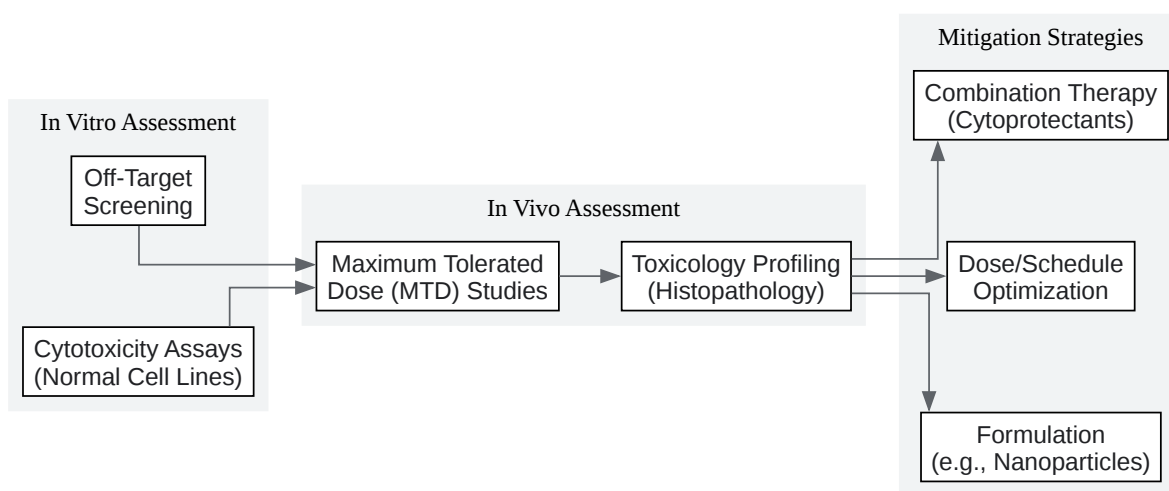 In Vitro Assessment
Off-Target
Screening
Cytotoxicity Assays
(Normal Cell Lines)
In Vivo Assessment
Maximum Tolerated
Dose (MTD) Studies
Toxicology Profiling
(Histopathology)
Mitigation Strategies
Combination Therapy
(Cytoprotectants)
Dose/Schedule
Optimization
Formulation
(e.g., Nanoparticles)